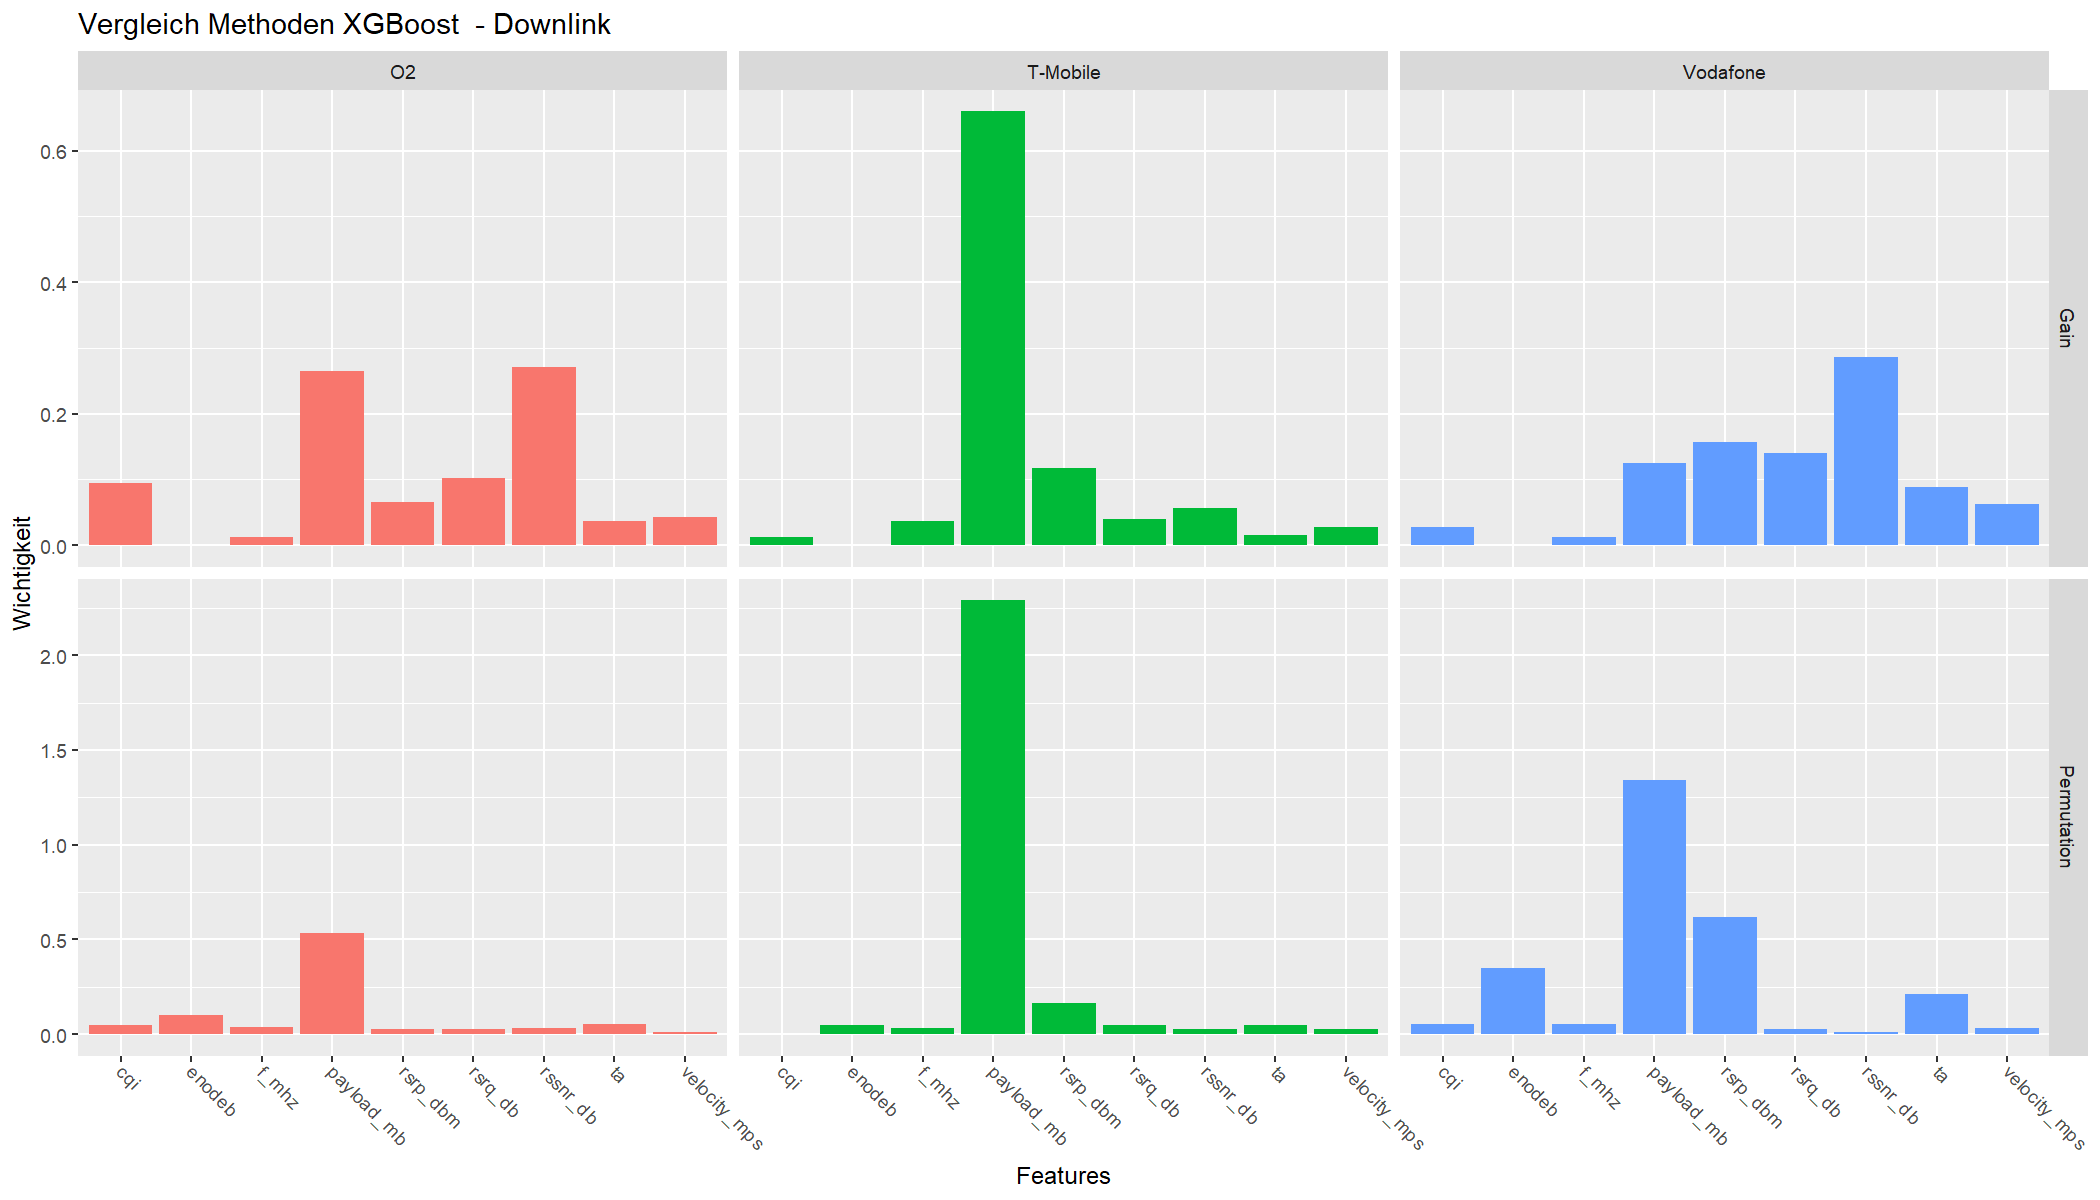 Vergleich Methoden XGBoost  - Downlink
O2
T-Mobile
Vodafone
Wichtigkeit
0.6
0.4
0.2
0.0
Gain
2.0
1.5
1.0
0.5
0.0
Permutation
cqi
enodeb
f_mhz
payload_mb
rsrp_dbm
rsrq_db
rssnr_db
ta
velocity_mps
cqi
enodeb
f_mhz
payload_mb
rsrp_dbm
rsrq_db
rssnr_db
ta
velocity_mps
cqi
enodeb
f_mhz
payload_mb
rsrp_dbm
rsrq_db
rssnr_db
ta
velocity_mps
Features